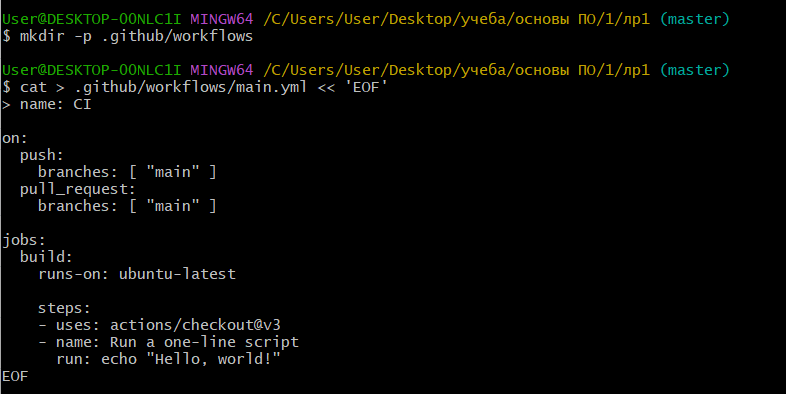 User@DESKTOP-00NLC1I MINGW64 /C/Users/User/Desktop/учеба/основы ПО/1/лр1 (master)
$ mkdir -p .github/workflows
User@DESKTOP-00NLC1I MINGW64 /C/Users/User/Desktop/учеба/основы ПО/1/лр1 (master)
$ cat > .github/workflows/main.yml << 'EOF'
> name: CI
on:
  push:
    branches: [ "main" ]
  pull_request:
    branches: [ "main" ]
jobs:
  build:
    runs-on: ubuntu-latest
    steps:
    - uses: actions/checkout@v3
    - name: Run a one-line script
      run: echo "Hello, world!"
EOF